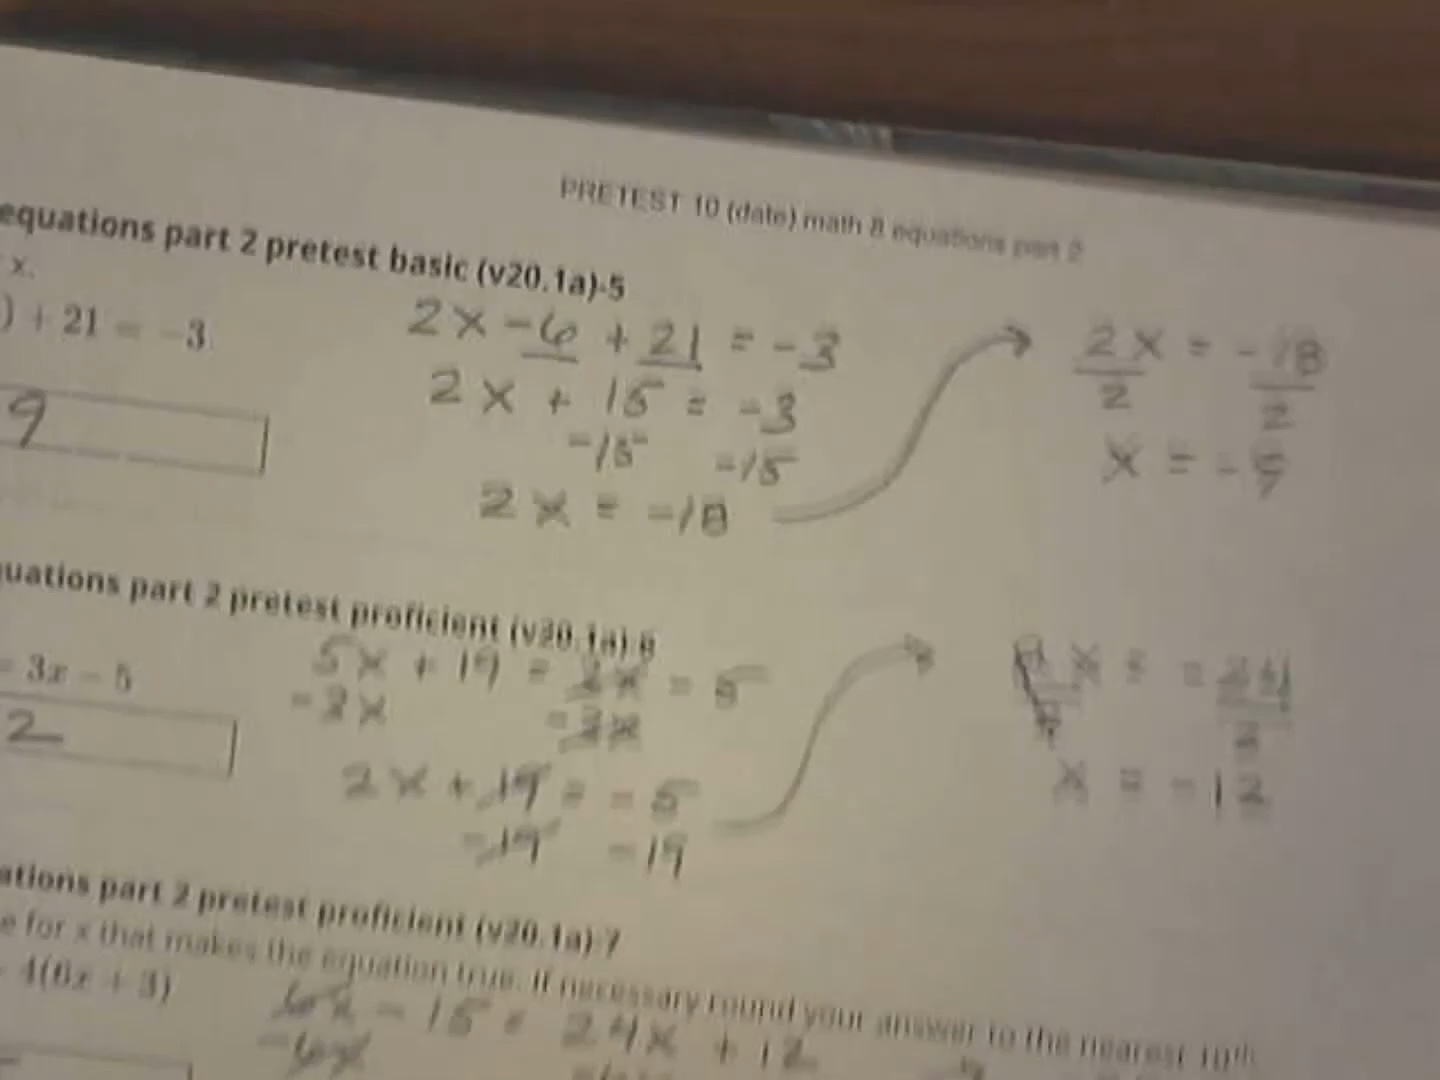 PRETEST 10 (date) math 8 equations part 2
equations part 2 pretest basic (v20.1a)-5
x.
) + 21 = -3
9
2x - 6 + 21 = -3
2x + 15 = -3
-15 -15
2x = -18
2x = -18
2 2
x = -9
part 2 pretest proficient (v20.1a)-6
= 3x - 5
2
5x + 19 = 3x - 5
-3x -3x
2x + 19 = -5
-19 -19
x = -24
2
x = -12
part 2 pretest proficient (v20.1a)-7
for x that makes the equation true. If necessary round your answer to the nearest 10th
4(6x + 3)
6x - 15 = 24x + 12
-6x